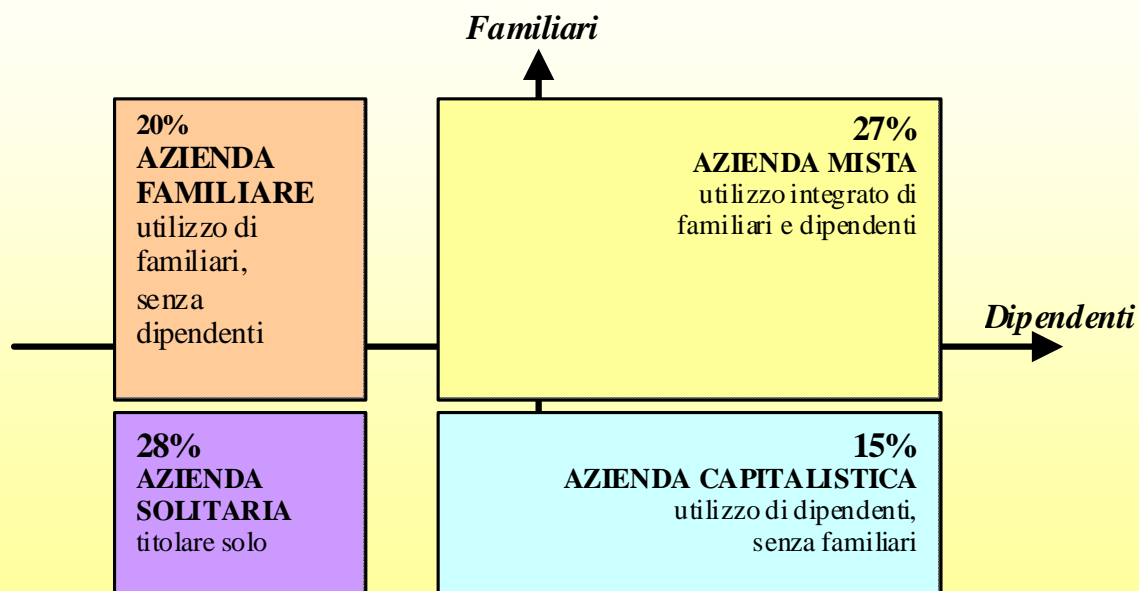 Familiari
20%
AZIENDA
FAMILIARE
utilizzo di
familiari,
senza
dipendenti
27%
AZIENDA MISTA
utilizzo integrato di
familiari e dipendenti
Dipendenti
28%
AZIENDA
SOLITARIA
titolare solo
15%
AZIENDA CAPITALISTICA
utilizzo di dipendenti,
senza familiari